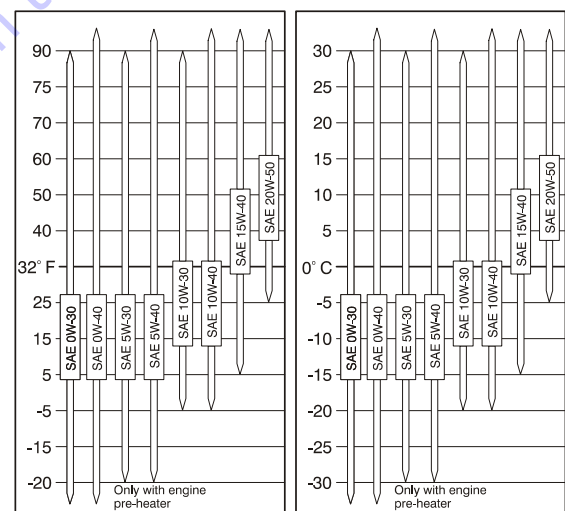 90
75
70
60
50
40
32° F
25
15
5
-5
-15
-20
SAE 0W-30
SAE 0W-40
SAE 5W-30
SAE 5W-40
SAE 10W-30
SAE 10W-40
SAE 15W-40
SAE 20W-50
Only with engine
pre-heater
30
25
20
15
10
5
0° C
-5
-10
-15
-20
-25
-30
SAE 0W-30
SAE 0W-40
SAE 5W-30
SAE 5W-40
SAE 10W-30
SAE 10W-40
SAE 15W-40
SAE 20W-50
Only with engine
pre-heater